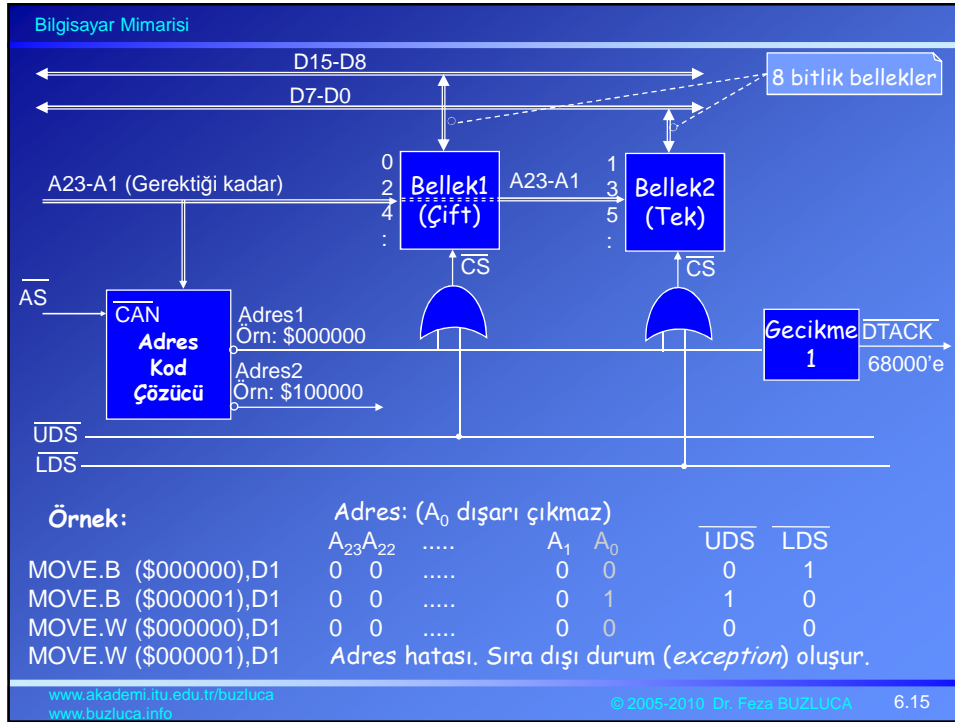 Bilgisayar Mimarisi
D15-D8
8 bitlik bellekler
D7-D0
A23-A1 (Gerektiği kadar)
0
2
4
:
Bellek1
(Çift)
A23-A1
1
3
5
:
Bellek2
(Tek)
CS
CS
AS
CAN
Adres
Kod
Çözücü
Adres1
Örn: $000000
Adres2
Örn: $100000
Gecikme
1
DTACK
68000'e
UDS
LDS
Örnek:
Adres: (A0 dışarı çıkmaz)
A23A22 ..... A1 A0 UDS LDS
MOVE.B ($000000),D1 0 0 ..... 0 0 0 1
MOVE.B ($000001),D1 0 0 ..... 0 1 1 0
MOVE.W ($000000),D1 0 0 ..... 0 0 0 0
MOVE.W ($000001),D1 Adres hatası. Sıra dışı durum (exception) oluşur.
www.akademi.itu.edu.tr/buzluca
www.buzluca.info
© 2005-2010 Dr. Feza BUZLUCA
6.15